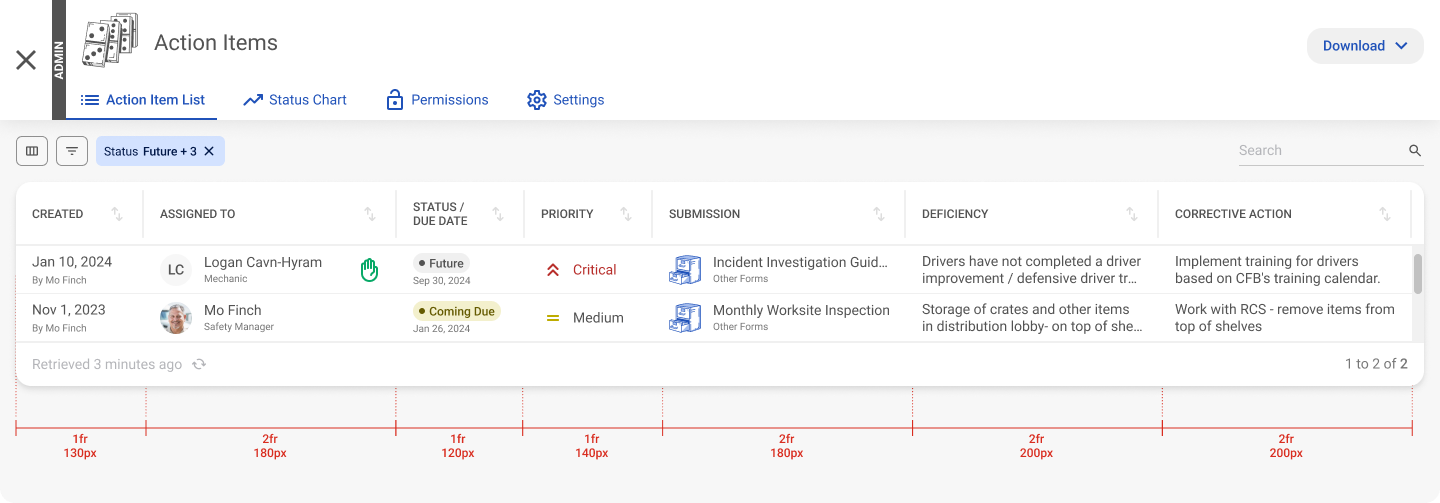 ADMIN
Action Items
Download
Action Item List
Status Chart
Permissions
Settings
Status Future + 3
Search
CREATED
ASSIGNED TO
STATUS /
DUE DATE
PRIORITY
SUBMISSION
DEFICIENCY
CORRECTIVE ACTION
Jan 10, 2024
By Mo Finch
LC
Logan Cavn-Hyram
Mechanic
Future
Sep 30, 2024
Critical
Incident Investigation Guid...
Other Forms
Drivers have not completed a driver
improvement / defensive driver tr...
Implement training for drivers
based on CFB's training calendar.
Nov 1, 2023
By Mo Finch
Mo Finch
Safety Manager
Coming Due
Jan 26, 2024
Medium
Monthly Worksite Inspection
Other Forms
Storage of crates and other items
in distribution lobby- on top of she...
Work with RCS - remove items from
top of shelves
Retrieved 3 minutes ago
1 to 2 of 2
1fr
130px
2fr
180px
1fr
120px
1fr
140px
2fr
180px
2fr
200px
2fr
200px